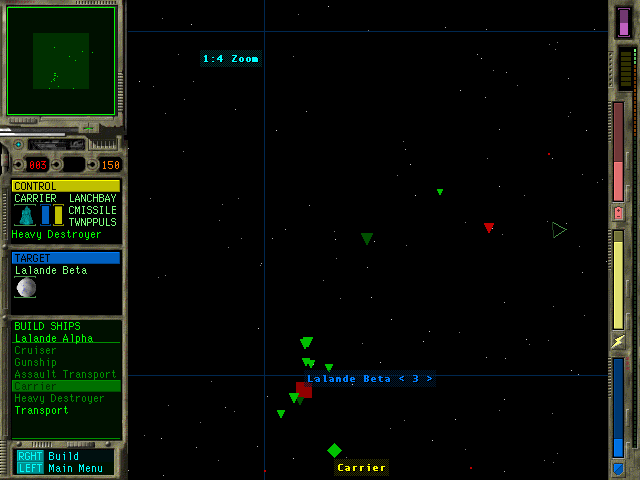 1:4 Zoom
003
150
CONTROL
CARRIER LANCHBAY
CMISSILE
TWNPPULS
Heavy Destroyer
TARGET
Lalande Beta
BUILD SHIPS
Lalande Alpha
Cruiser
Gunship
Assault Transport
Carrier
Heavy Destroyer
Transport
RGHT Build
LEFT Main Menu
Lalande Beta < 3 >
Carrier